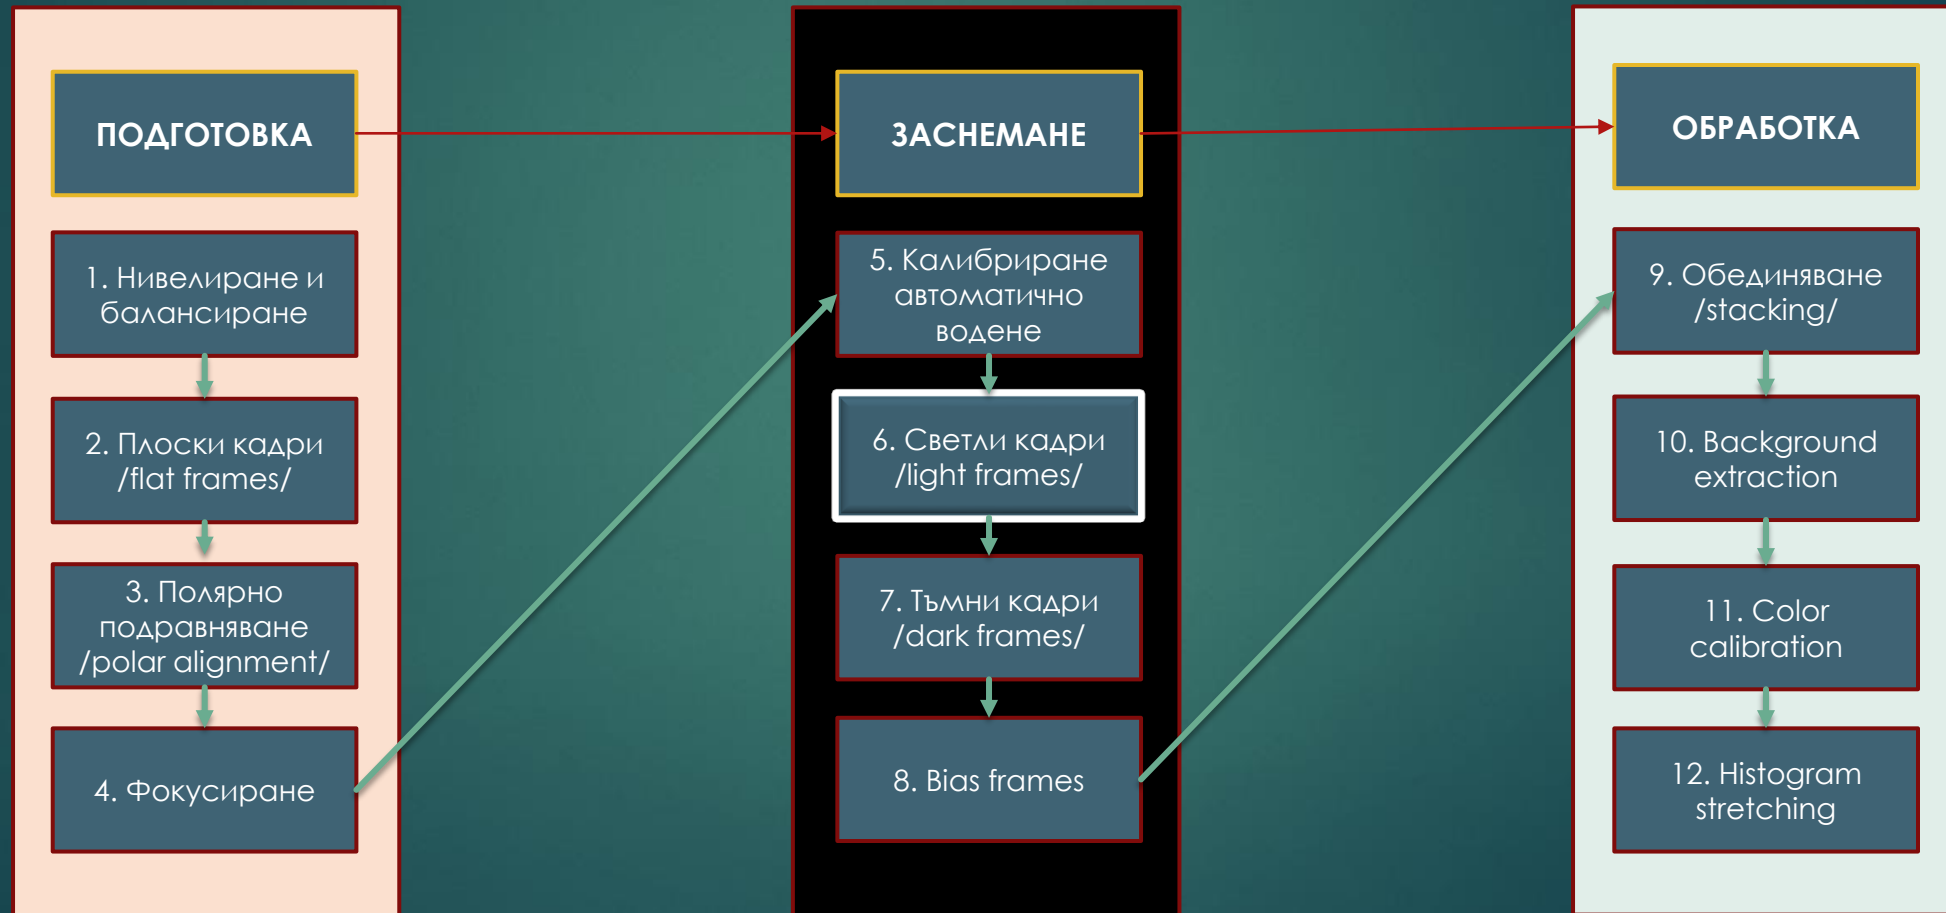 ПОДГОТОВКА
1. Нивелиране и
балансиране
2. Плоски кадри
/flat frames/
3. Полярно
подравняване
/polar alignment/
4. Фокусиране
ЗАСНЕМАНЕ
5. Калибриране
автоматично
водене
6. Светли кадри
/light frames/
7. Тъмни кадри
/dark frames/
8. Bias frames
ОБРАБОТКА
9. Обединяване
/stacking/
10. Background
extraction
11. Color
calibration
12. Histogram
stretching